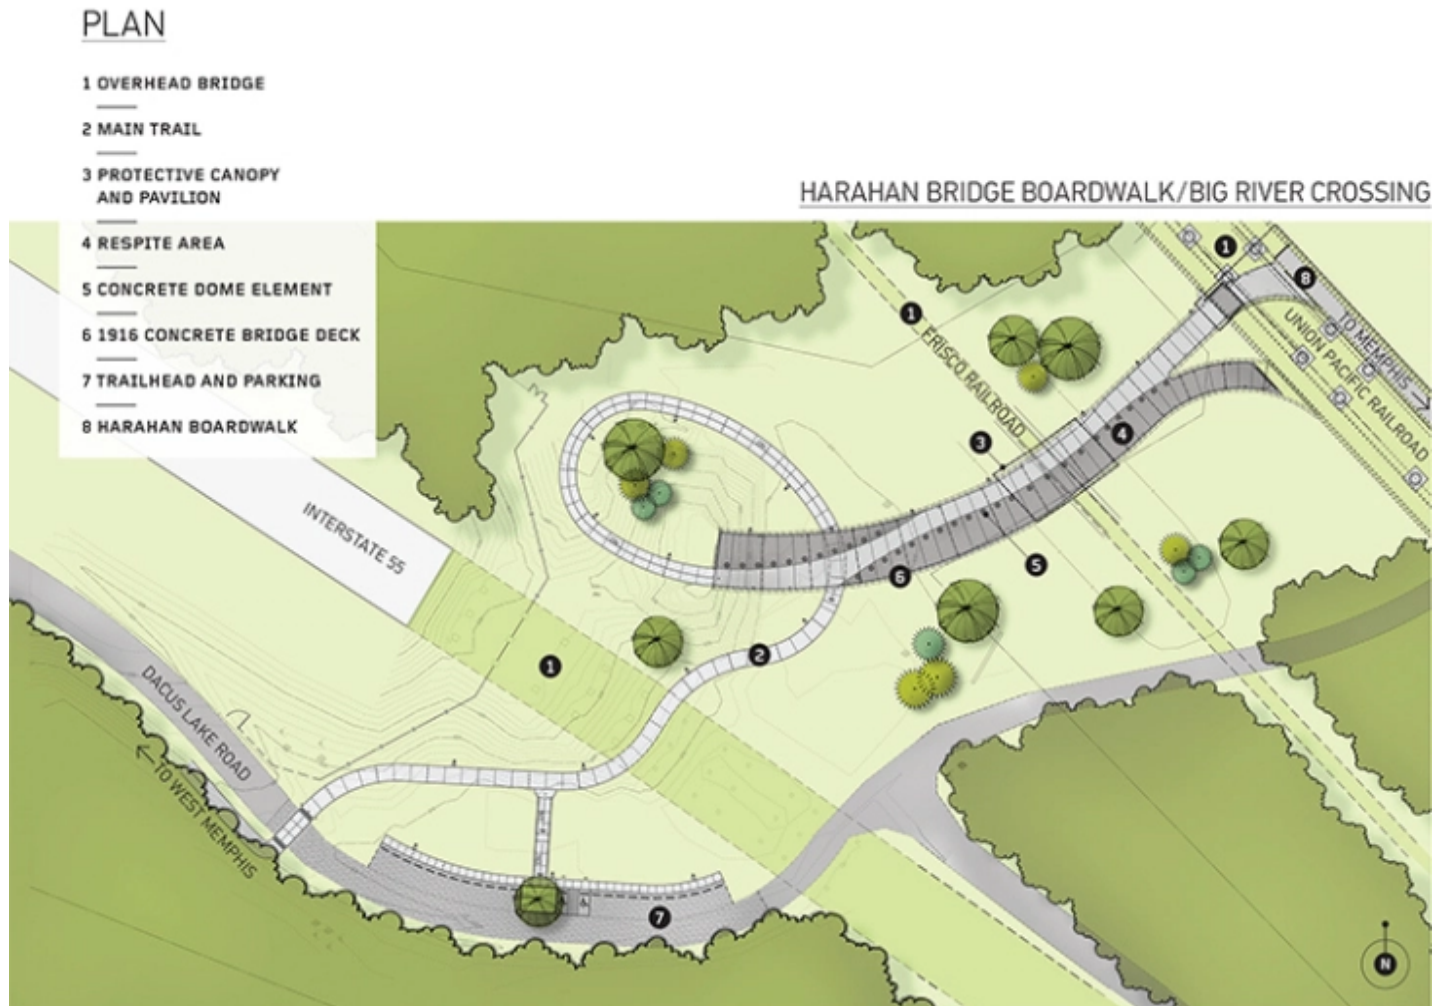 PLAN
1 OVERHEAD BRIDGE
2 MAIN TRAIL
3 PROTECTIVE CANOPY
AND PAVILION
4 RESPITE AREA
5 CONCRETE DOME ELEMENT
6 1916 CONCRETE BRIDGE DECK
7 TRAILHEAD AND PARKING
8 HARAHAN BOARDWALK
HARAHAN BRIDGE BOARDWALK/BIG RIVER CROSSING
1
8
1
TO MEMPHIS
UNION PACIFIC RAILROAD
FRISCO RAILROAD
3
4
INTERSTATE 55
6
5
2
1
DACUS LAKE ROAD
TO WEST MEMPHIS
7
N